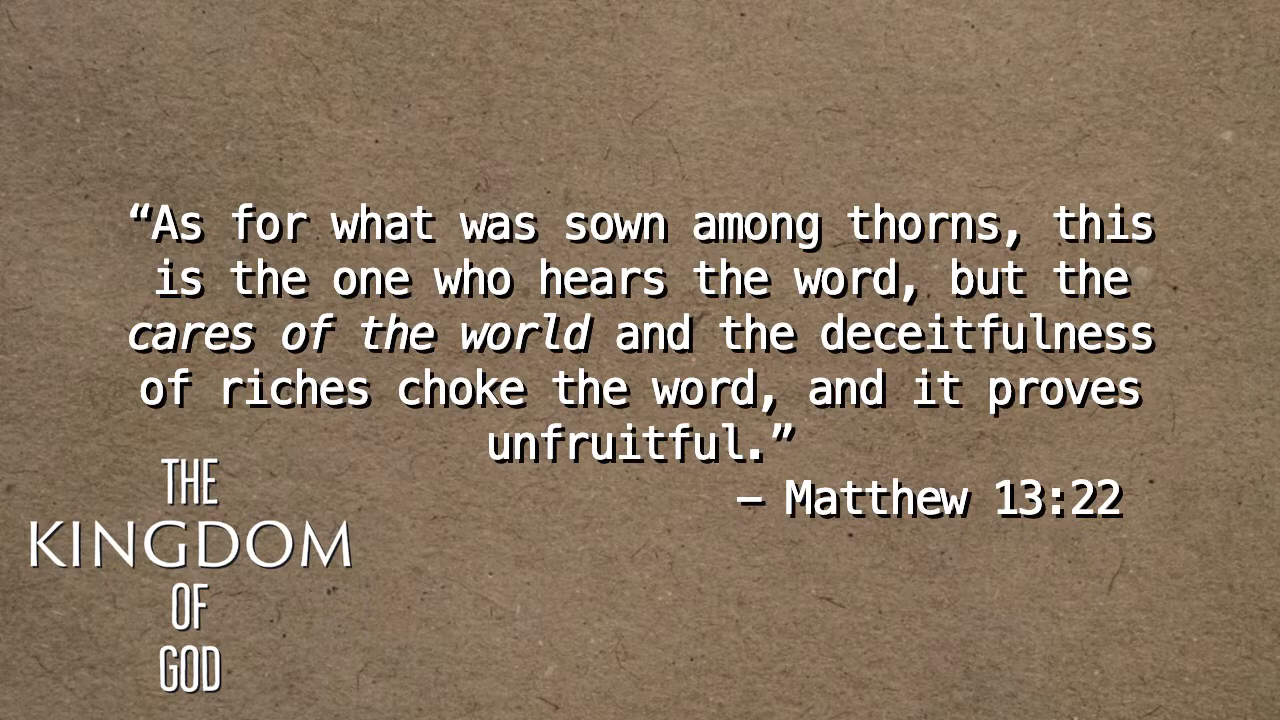 “As for what was sown among thorns, this
is the one who hears the word, but the
cares of the world and the deceitfulness
of riches choke the word, and it proves
unfruitful.”
– Matthew 13:22
THE
KINGDOM
OF
GOD